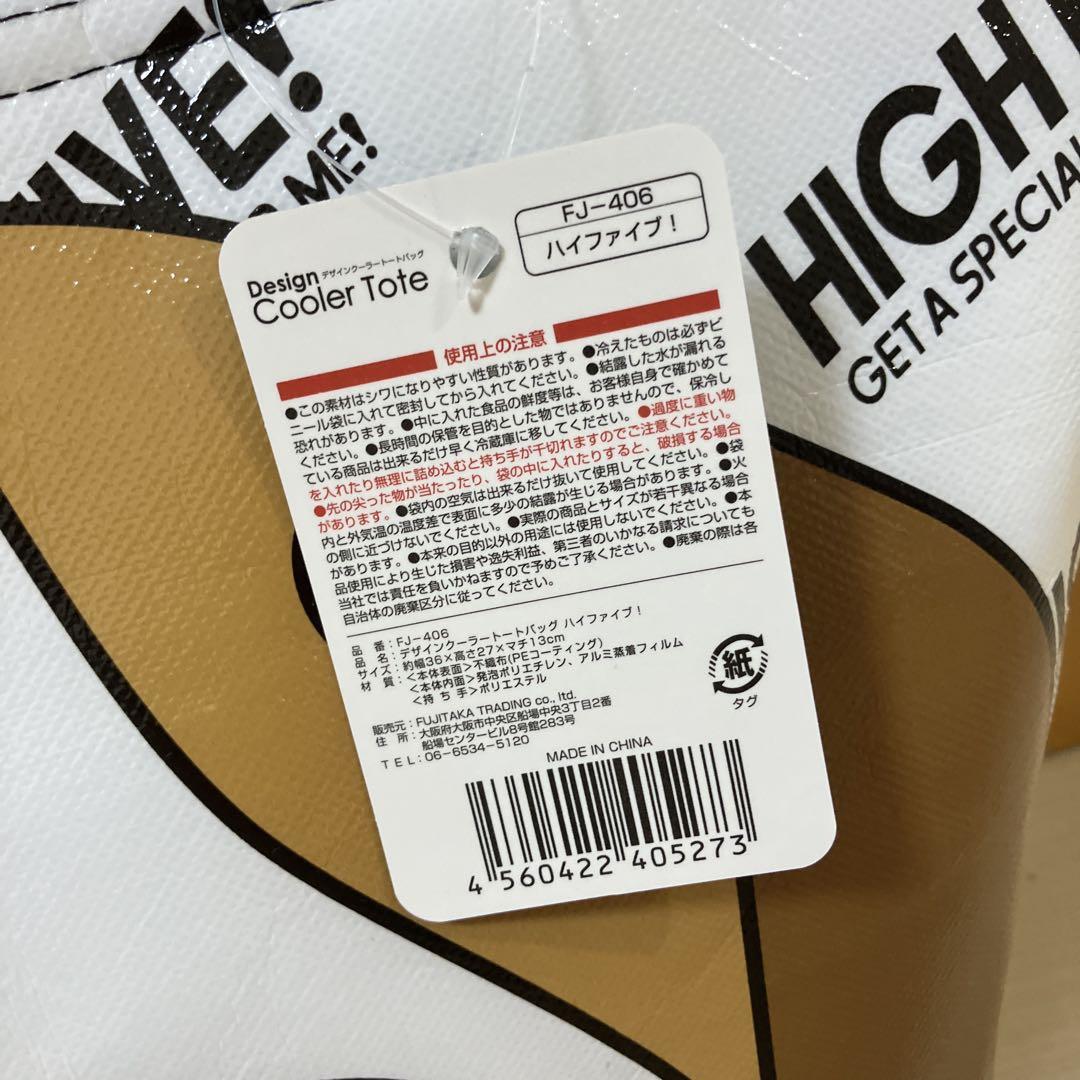 IVE!
ME!
HIGH
GET A SPECIAL
FJ-406
ハイファイブ！
Design デザインクーラートートバッグ
Cooler Tote
使用上の注意
●この素材はシワになりやすい性質があります。●冷えたものは必ずビ
ニール袋に入れて密封してから入れてください。●結露した水が漏れる
恐れがあります。●中に入れた食品の鮮度等は、お客様自身で確かめて
ください。●長時間の保管を目的とした物ではありませんので、保冷し
ている商品は出来るだけ早く冷蔵庫に移してください。●過度に重い物
を入れたり無理に詰め込むと持ち手が千切れますのでご注意ください。
●先の尖った物が当たったり、袋の中に入れたりすると、破損する場合
があります。●袋内の空気は出来るだけ抜いて使用してください。●袋
内と外気温の温度差で表面に多少の結露が生じる場合があります。●火
の側に近づけないでください。●実際の商品とサイズが若干異なる場合
があります。●本来の目的以外の用途には使用しないでください。●本
品使用により生じた損害や逸失利益、第三者のいかなる請求についても
当社では責任を負いかねますので予めご了承ください。●廃棄の際は各
自治体の廃棄区分に従ってください。
品 番：FJ-406
品 名：デザインクーラートートバッグ ハイファイブ！
サイズ：約幅36×高さ27×マチ13cm
材 質：＜本体表面＞不織布(PEコーティング)
＜本体内面＞発泡ポリエチレン、アルミ蒸着フィルム
＜持 ち 手＞ポリエステル
販売元：FUJITAKA TRADING co., ltd.
住 所：大阪府大阪市中央区船場中央3丁目2番
船場センタービル8号館283号
T E L：06-6534-5120
紙
タグ
MADE IN CHINA
4 560422 405273